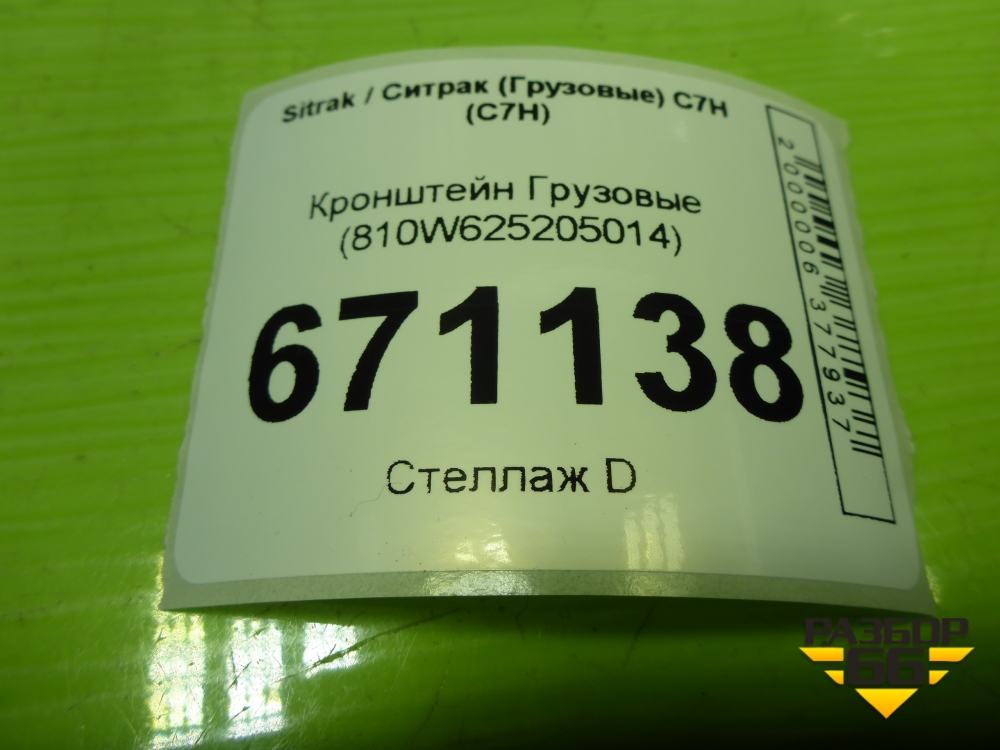 Sitrak / Ситрак (Грузовые) C7H
(C7H)
Кронштейн Грузовые
(810W625205014)
671138
Стеллаж D
2000006377937
РАЗБОР
66